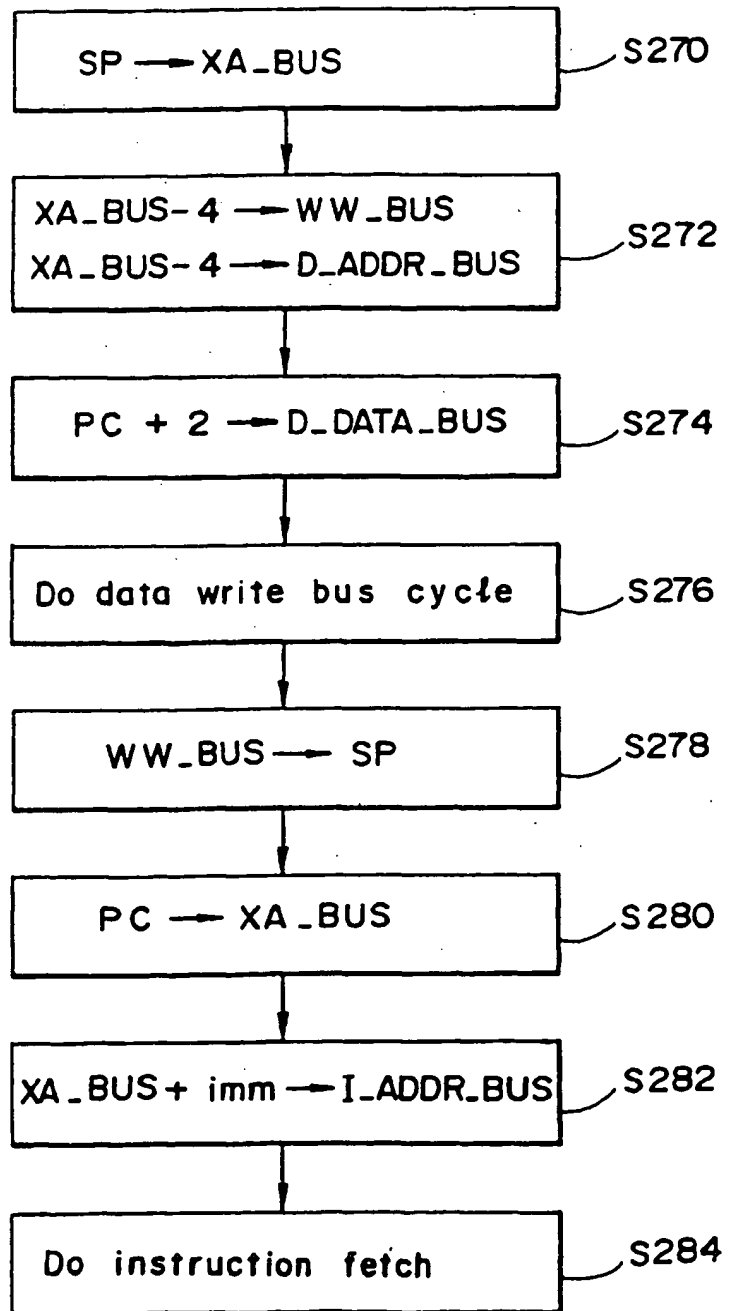 SP → XA_BUS
S270
XA_BUS-4 → WW_BUS
XA_BUS-4 → D_ADDR_BUS
S272
PC + 2 → D_DATA_BUS
S274
Do data write bus cycle
S276
WW_BUS → SP
S278
PC → XA_BUS
S280
XA_BUS + imm → I_ADDR_BUS
S282
Do instruction fetch
S284